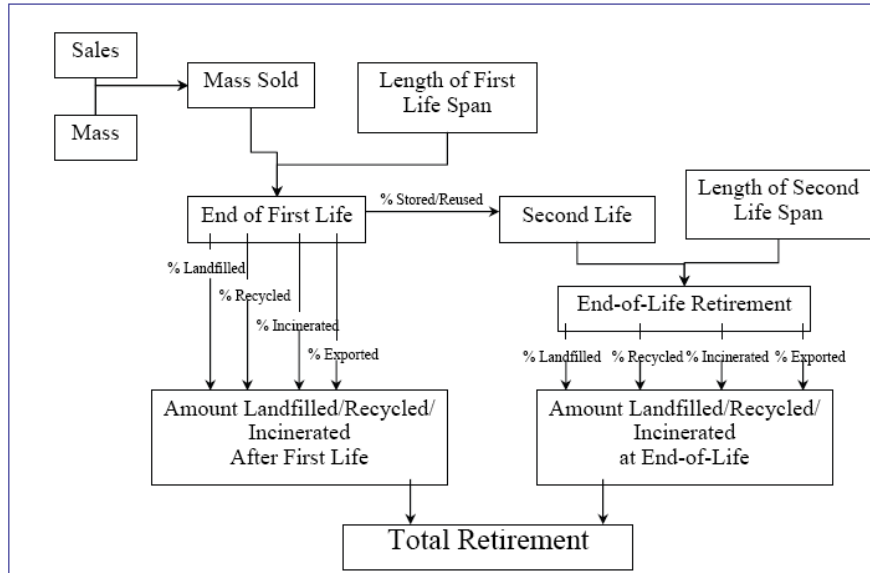 Sales
Mass Sold
Length of First
Life Span
Mass
End of First Life
% Stored/Reused
Second Life
Length of Second
Life Span
% Landfilled
% Recycled
% Incinerated
% Exported
End-of-Life Retirement
% Landfilled
% Recycled
% Incinerated
% Exported
Amount Landfilled/Recycled/
Incinerated
After First Life
Amount Landfilled/Recycled/
Incinerated
at End-of-Life
Total Retirement